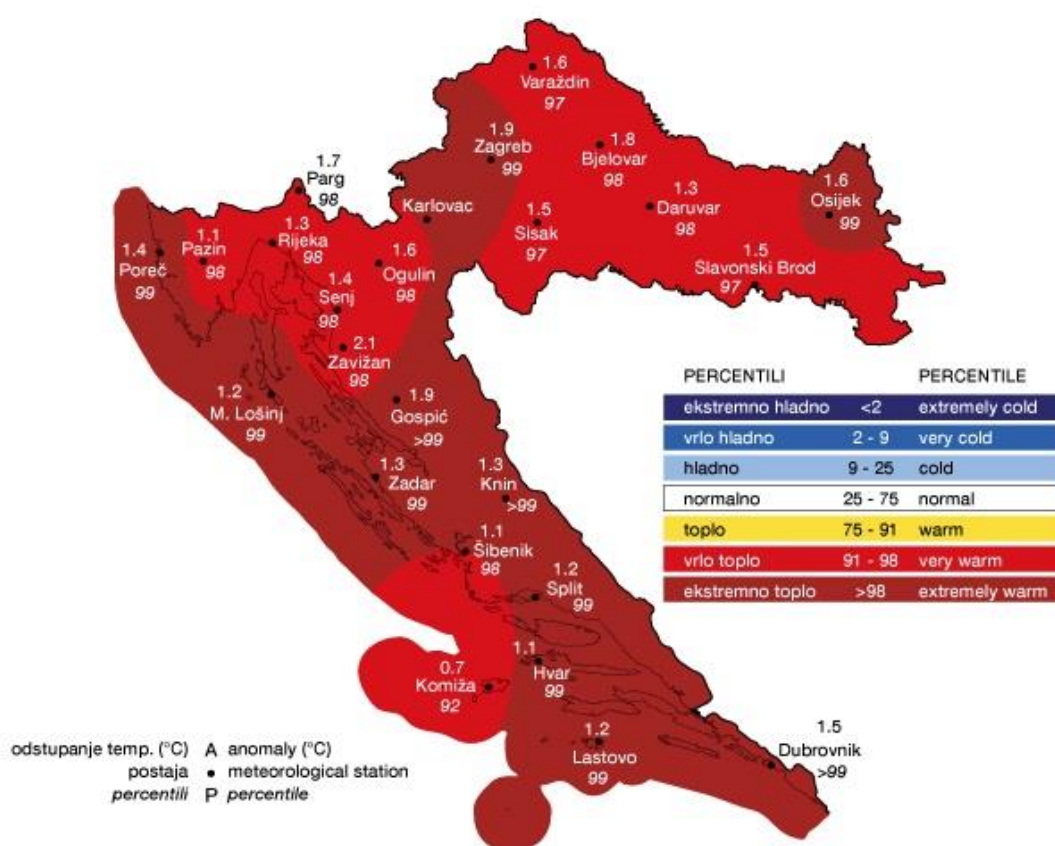 1.6
Varaždin
97
1.9
Zagreb
99
1.8
Bjelovar
98
1.7
Parg
98
1.3
Daruvar
98
1.6
Osijek
99
Karlovac
1.5
Sisak
97
1.4
Poreč
99
1.1
Pazin
98
1.3
Rijeka
98
1.6
Ogulin
98
1.5
Slavonski Brod
97
1.4
Senj
98
2.1
Zavižan
98
1.2
M. Lošinj
99
1.9
Gospić
>99
1.3
Zadar
99
1.3
Knin
>99
1.1
Šibenik
98
1.2
Split
99
1.1
Hvar
99
0.7
Komiža
92
1.2
Lastovo
99
1.5
Dubrovnik
>99
PERCENTILI PERCENTILE
ekstremno hladno <2 extremely cold
vrlo hladno 2 - 9 very cold
hladno 9 - 25 cold
normalno 25 - 75 normal
toplo 75 - 91 warm
vrlo toplo 91 - 98 very warm
ekstremno toplo >98 extremely warm
odstupanje temp. (°C) A anomaly (°C)
postaja • meteorological station
percentili P percentile